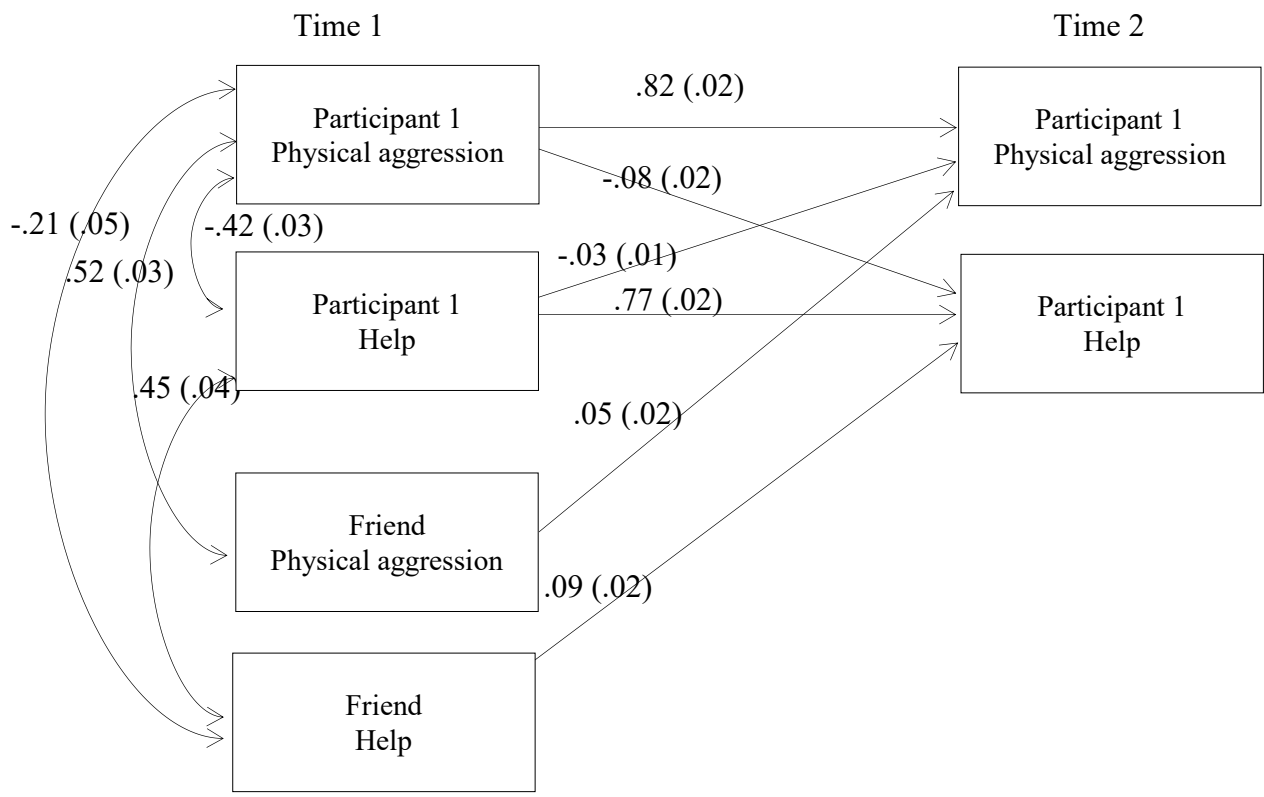 Time 1
Time 2
Participant 1
Physical aggression
.82 (.02)
Participant 1
Physical aggression
-.08 (.02)
-.21 (.05)
-.42 (.03)
.52 (.03)
-.03 (.01)
Participant 1
Help
.77 (.02)
Participant 1
Help
.45 (.04)
.05 (.02)
Friend
Physical aggression
.09 (.02)
Friend
Help